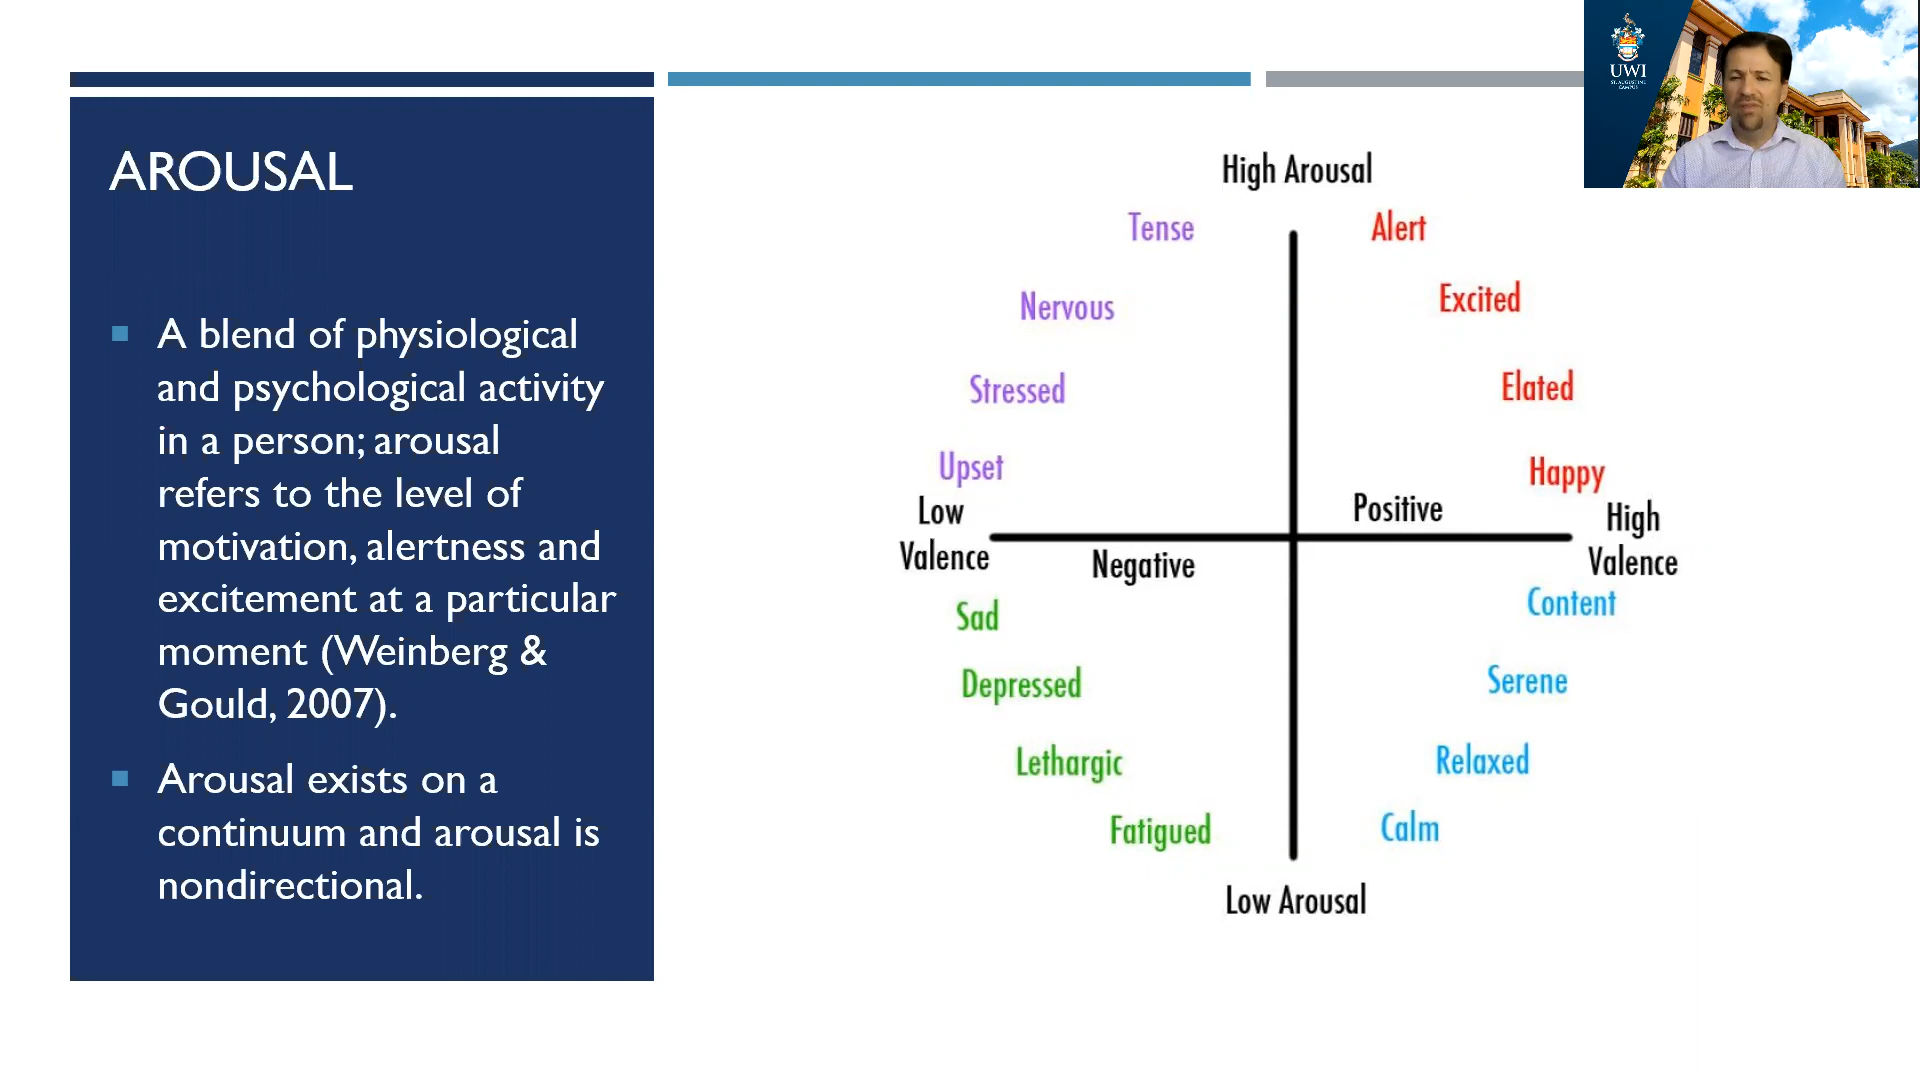 AROUSAL
A blend of physiological
and psychological activity
in a person; arousal
refers to the level of
motivation, alertness and
excitement at a particular
moment (Weinberg &
Gould, 2007).
Arousal exists on a
continuum and arousal is
nondirectional.
High Arousal
Tense
Alert
Nervous
Excited
Stressed
Elated
Upset
Happy
Low
Valence
Positive
High
Valence
Negative
Sad
Content
Depressed
Serene
Lethargic
Relaxed
Fatigued
Calm
Low Arousal
UWI
ST. AUGUSTINE
CAMPUS